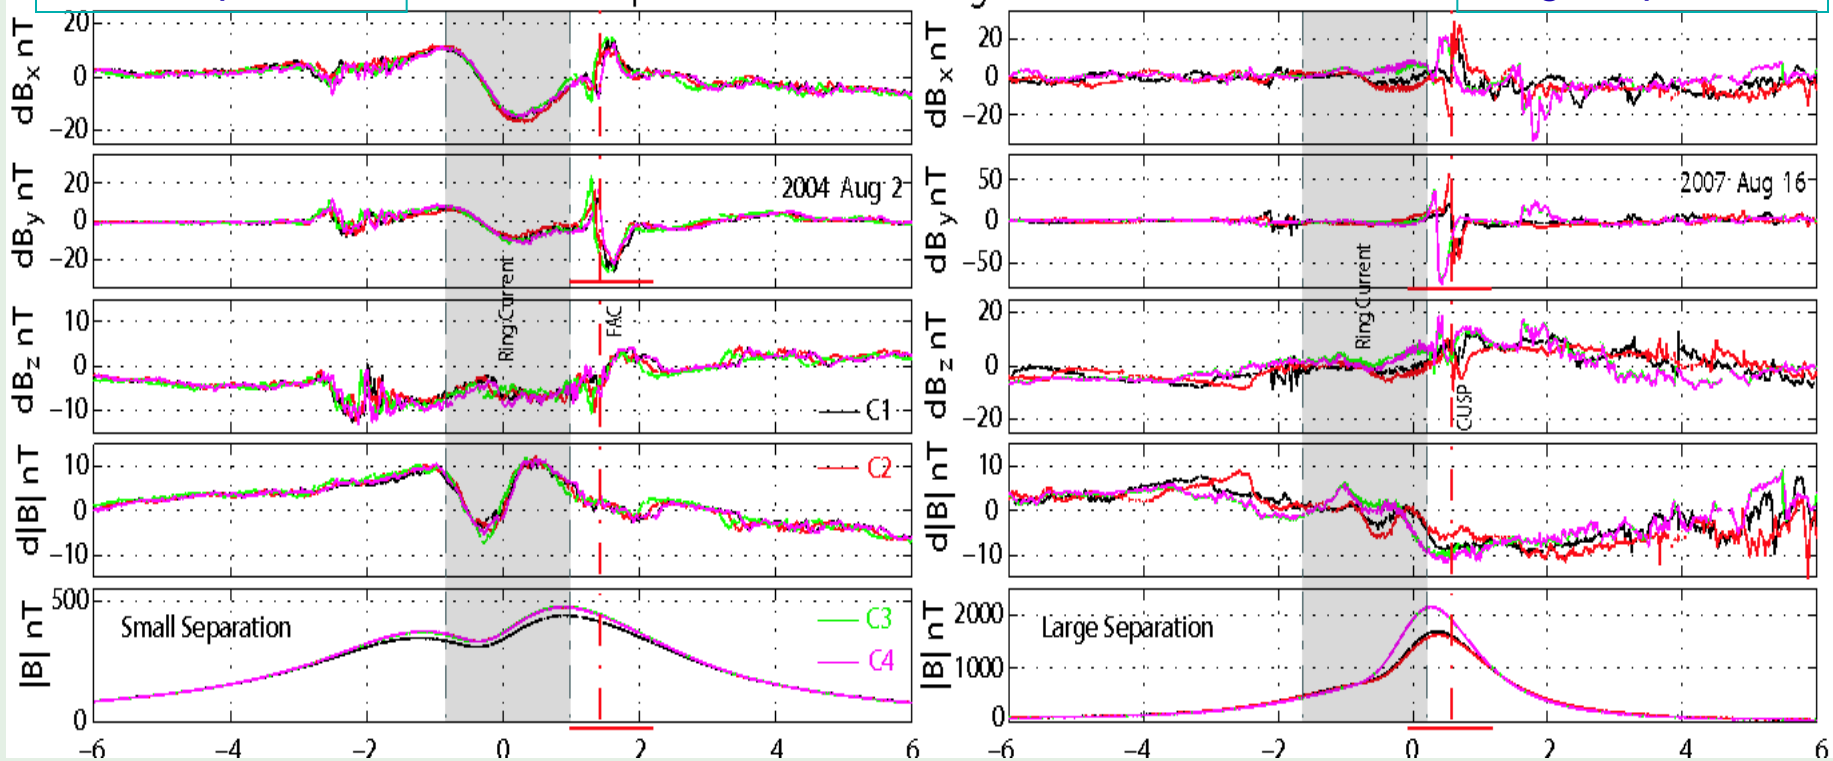 dBx nT
20
0
−20
dBy nT
20
0
−20
2004 Aug 2
dBz nT
10
0
−10
Ring Current
FAC
C1
d|B| nT
10
0
−10
C2
|B| nT
500
0
Small Separation
C3
C4
−6
−4
−2
0
2
4
6
dBx nT
20
0
−20
dBy nT
50
0
−50
2007 Aug 16
Ring Current
dBz nT
20
0
−20
CUSP
d|B| nT
10
0
−10
|B| nT
2000
1000
0
Large Separation
−6
−4
−2
0
2
4
6